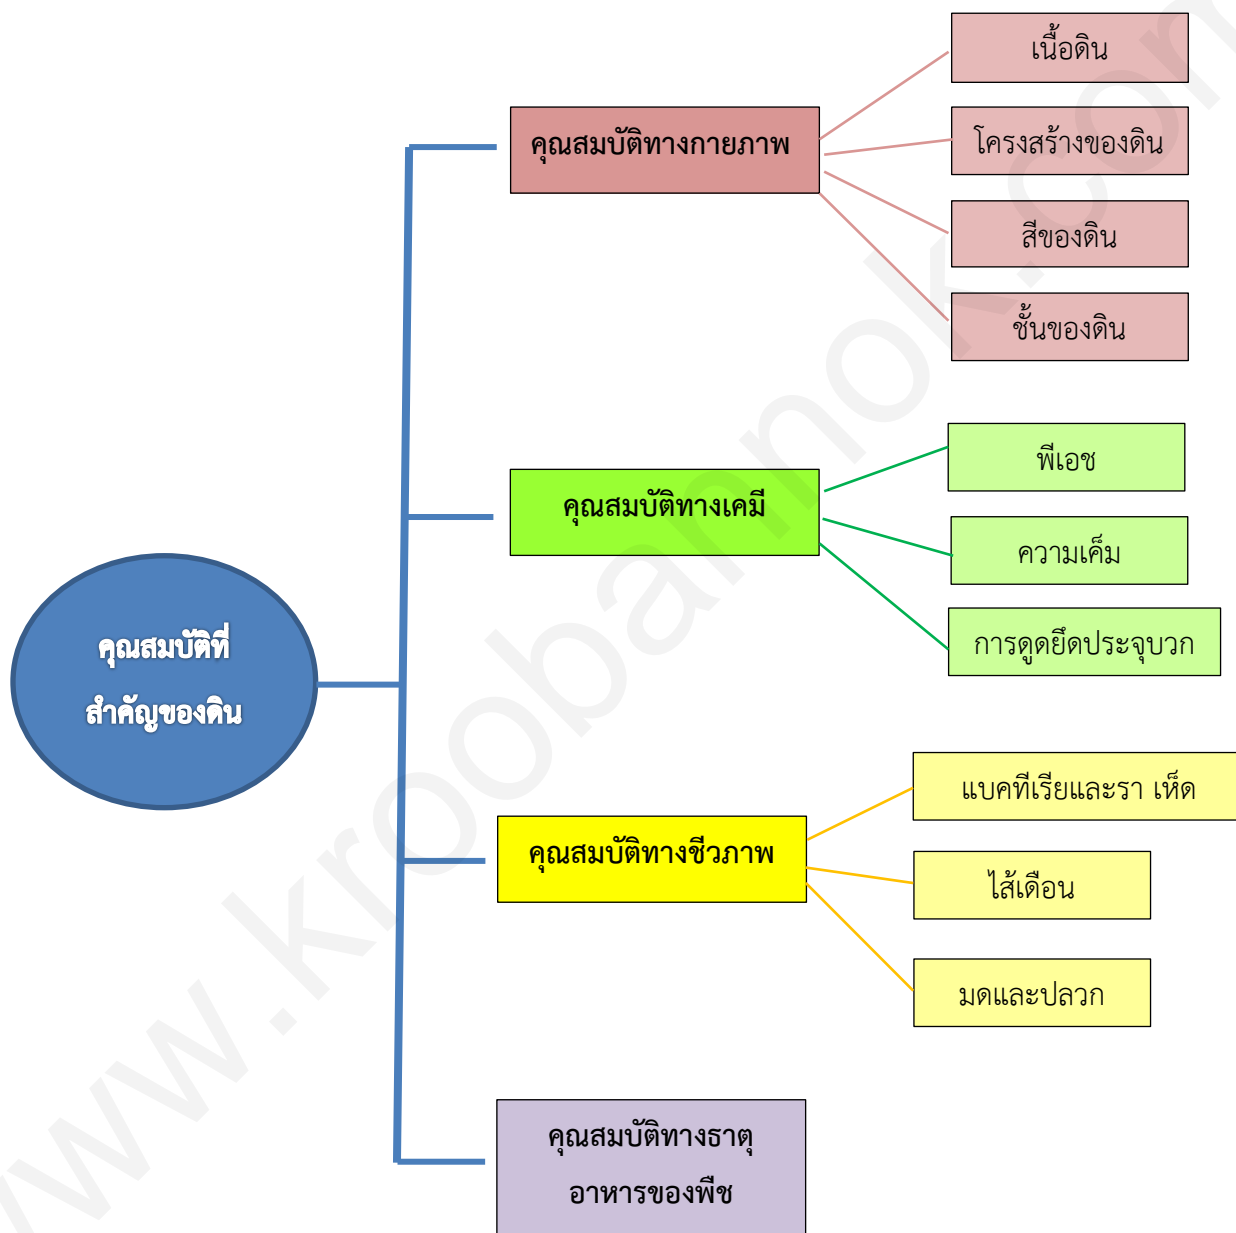 คุณสมบัติที่
สำคัญของดิน
คุณสมบัติทางกายภาพ
เนื้อดิน
โครงสร้างของดิน
สีของดิน
ชั้นของดิน
คุณสมบัติทางเคมี
พีเอช
ความเค็ม
การดูดยึดประจุบวก
คุณสมบัติทางชีวภาพ
แบคทีเรียและรา เห็ด
ไส้เดือน
มดและปลวก
คุณสมบัติทางธาตุ
อาหารของพืช
www.kroobannok.com